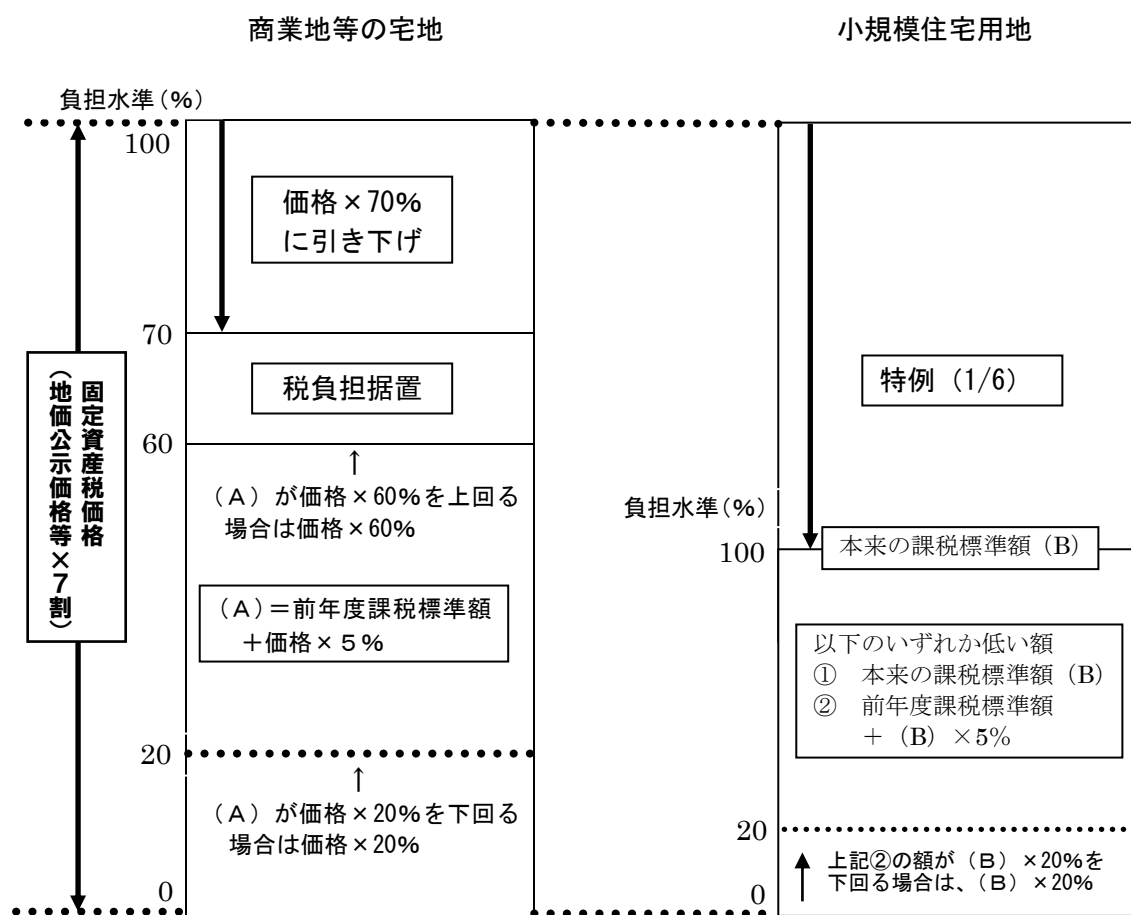 商業地等の宅地
負担水準（%）
100
価格×70%
に引き下げ
70
税負担据置
60
↑
（Ａ）が価格×60%を上回る
場合は価格×60%
（Ａ）＝前年度課税標準額
＋価格×５%
20
↑
（Ａ）が価格×20%を下回る
場合は価格×20%
0
固定資産税価格
（地価公示価格等×７割）
小規模住宅用地
特例（1/6）
負担水準（%）
100
本来の課税標準額（B）
以下のいずれか低い額
①　本来の課税標準額（B）
②　前年度課税標準額
＋（B）×5%
20
上記②の額が（Ｂ）×20%を
下回る場合は、（Ｂ）×20%
0